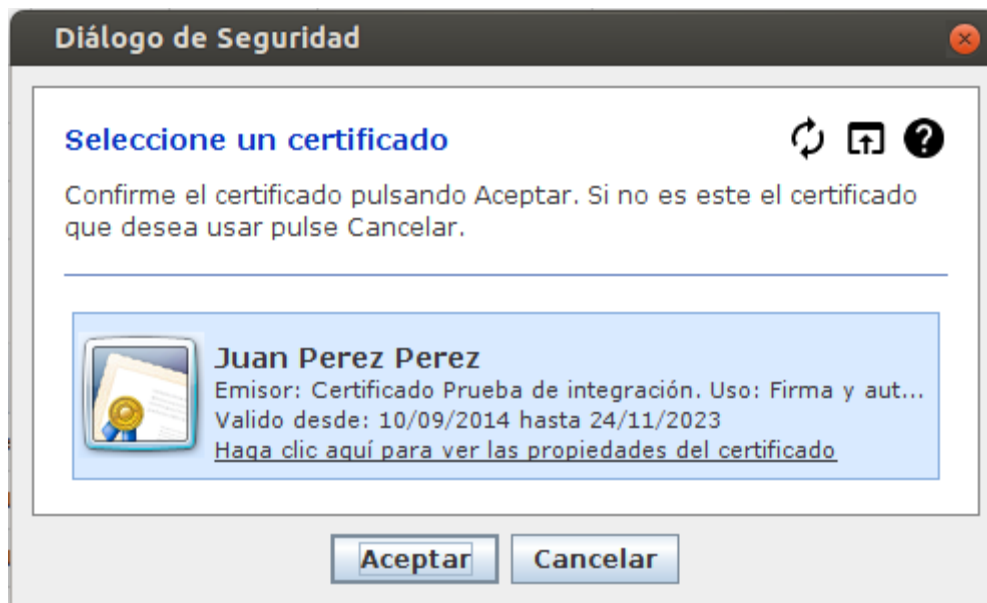 Diálogo de Seguridad
Seleccione un certificado
Confirme el certificado pulsando Aceptar. Si no es este el certificado
que desea usar pulse Cancelar.
Juan Perez Perez
Emisor: Certificado Prueba de integración. Uso: Firma y aut...
Valido desde: 10/09/2014 hasta 24/11/2023
Haga clic aquí para ver las propiedades del certificado
Aceptar
Cancelar